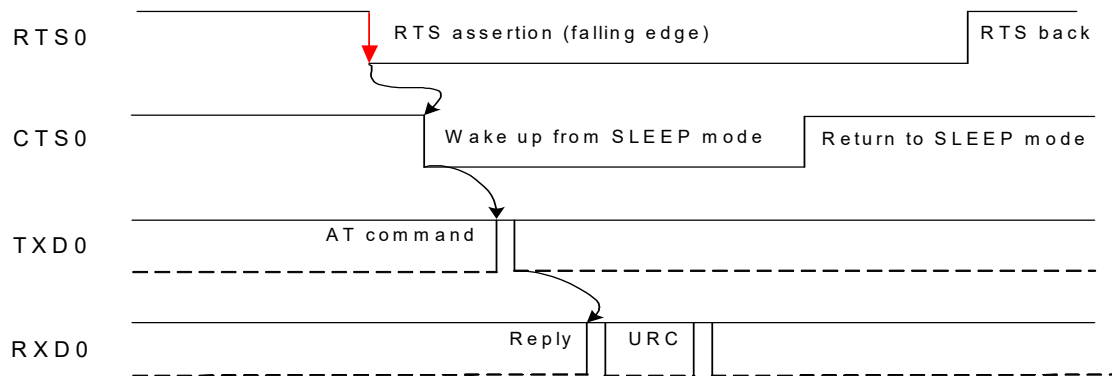 RTS0
RTS assertion (falling edge)
RTS back
CTS0
Wake up from SLEEP mode
Return to SLEEP mode
TXD0
AT command
RXD0
Reply
URC